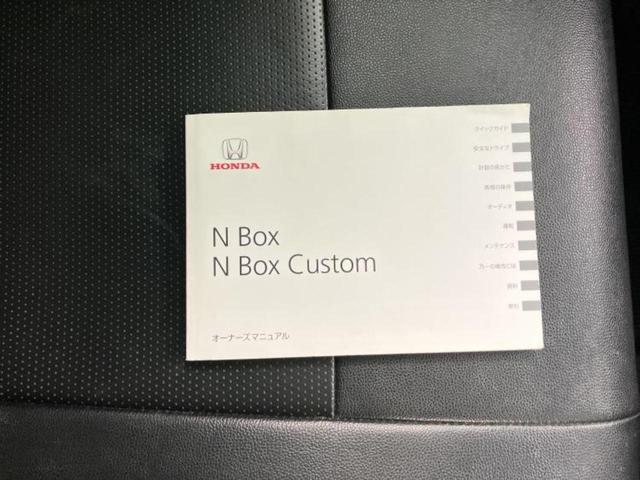 HONDA
N Box
N Box Custom
オーナーズマニュアル
クイックガイド
安全なドライブ
計器の見かた
各部の操作
オーディオ
運転
メンテナンス
万一の場合には
資料
索引